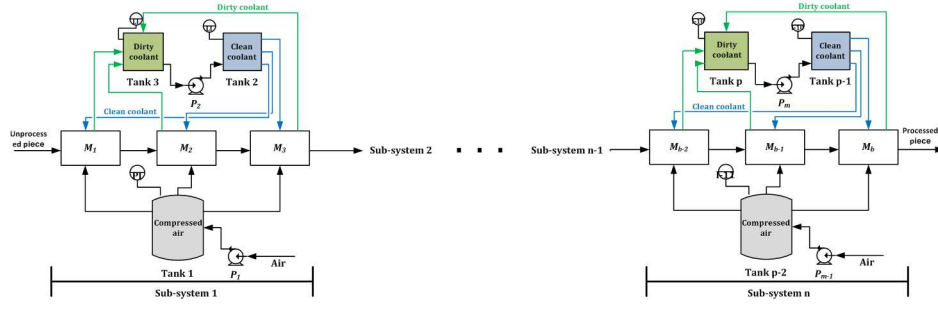 Dirty coolant
Dirty
coolant
Clean
coolant
Tank 3
Tank 2
P2
Clean coolant
Unprocess
ed piece
M1
M2
M3
Sub-system 2
Compressed
air
Air
Tank 1
P1
Sub-system 1
. . .
Sub-system n-1
Dirty coolant
Dirty
coolant
Clean
coolant
Tank p
Tank p-1
Pm
Clean coolant
Mb-2
Mb-1
Mb
Processed
piece
Compressed
air
Air
Tank p-2
Pm-1
Sub-system n